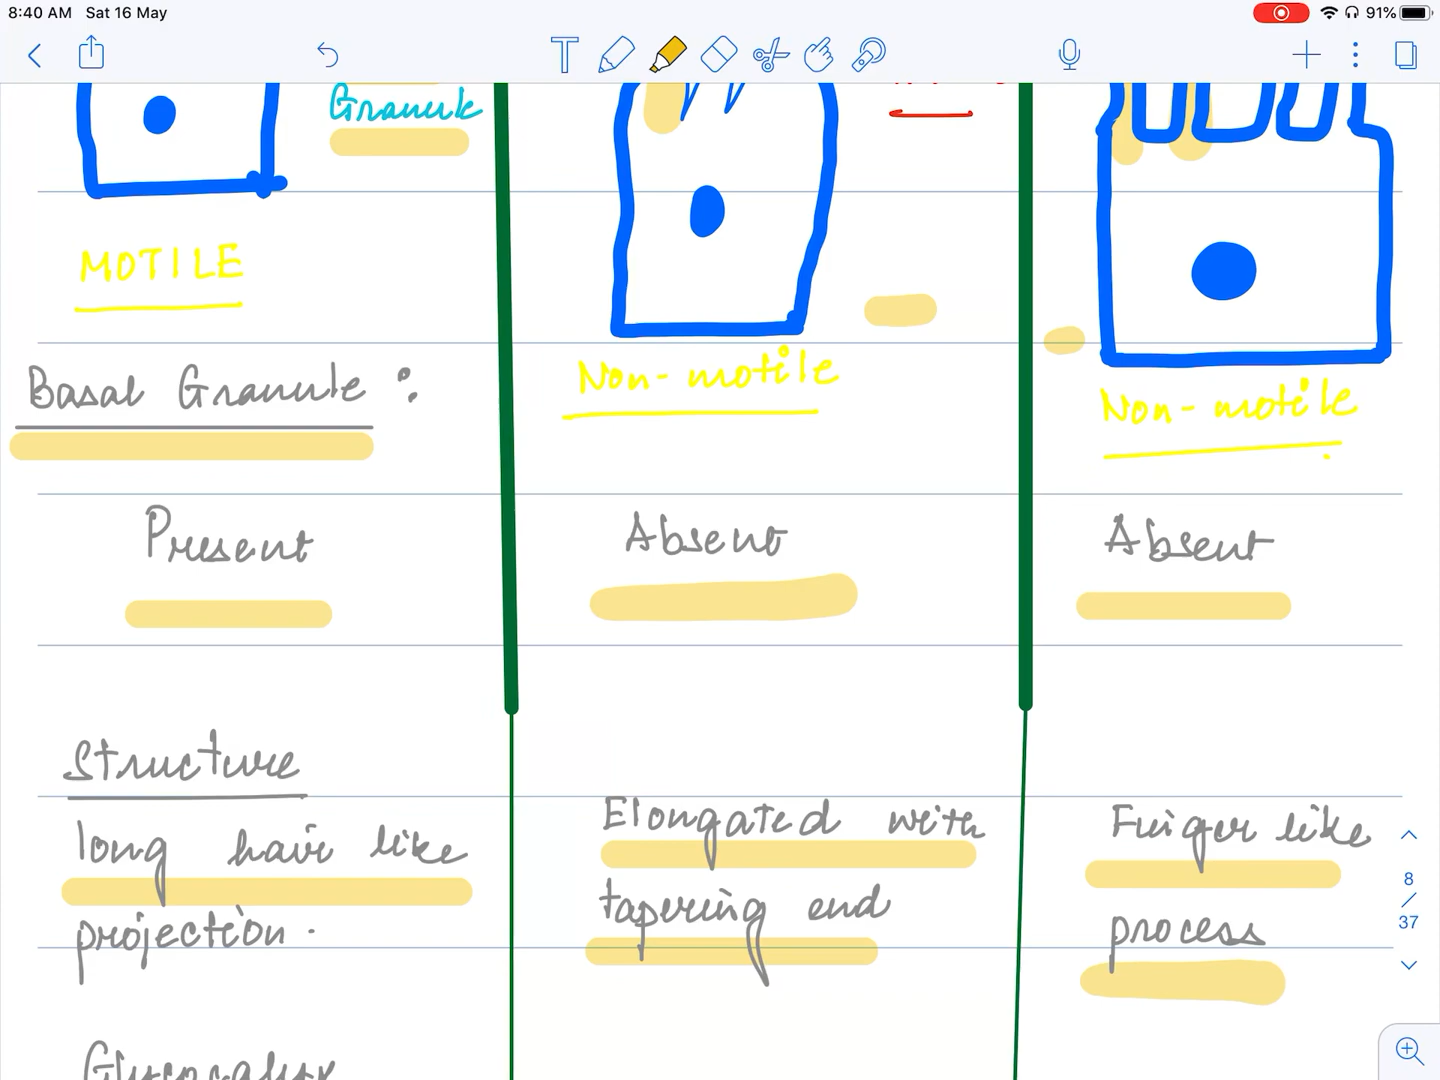 8:40 AM Sat 16 May
91%
Granule
MOTILE
Non-motile
Non-motile
Basal Granule :
Present
Absent
Absent
Structure
long hair like
projection.
Elongated with
tapering end
Finger like
process
8
/
37
Glycocalyx